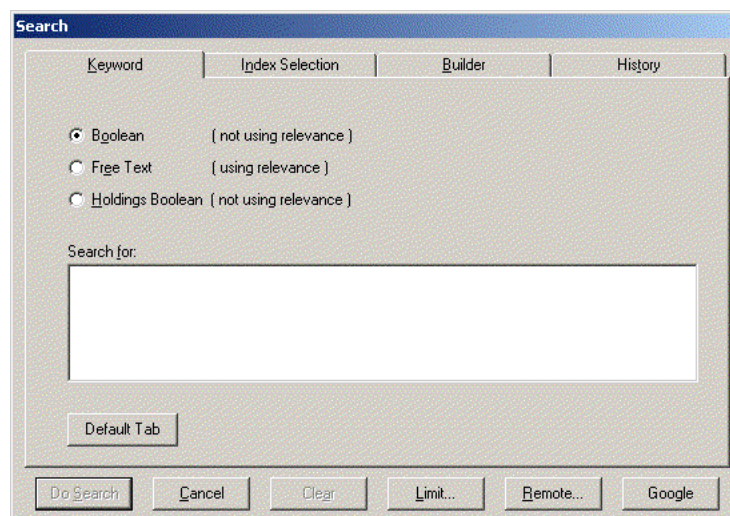 Search
Keyword Index Selection Builder History
Boolean ( not using relevance )
Free Text ( using relevance )
Holdings Boolean ( not using relevance )
Search for:
Default Tab
Do Search Cancel Clear Limit... Remote... Google